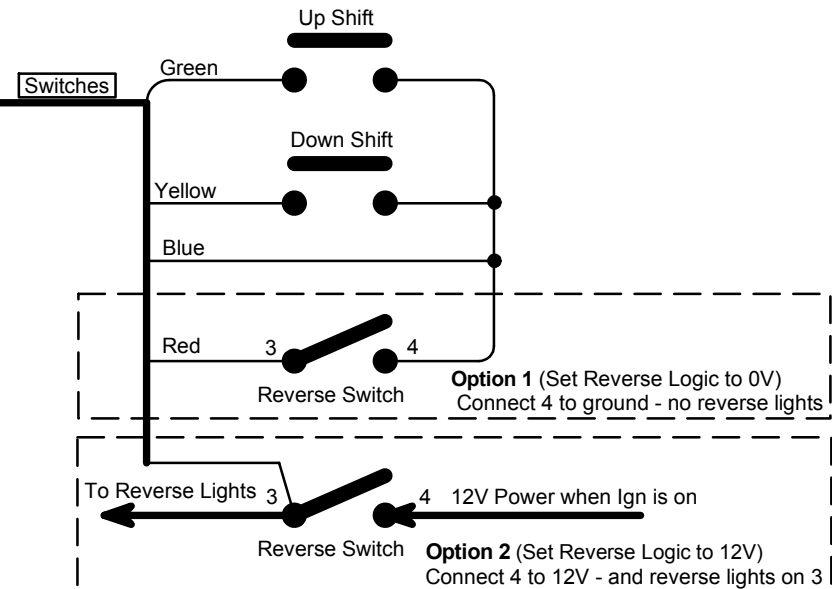 Up Shift
Green
Switches
Down Shift
Yellow
Blue
Red 3 4
Reverse Switch
Option 1 (Set Reverse Logic to 0V)
Connect 4 to ground - no reverse lights
To Reverse Lights 3 4 12V Power when Ign is on
Reverse Switch
Option 2 (Set Reverse Logic to 12V)
Connect 4 to 12V - and reverse lights on 3